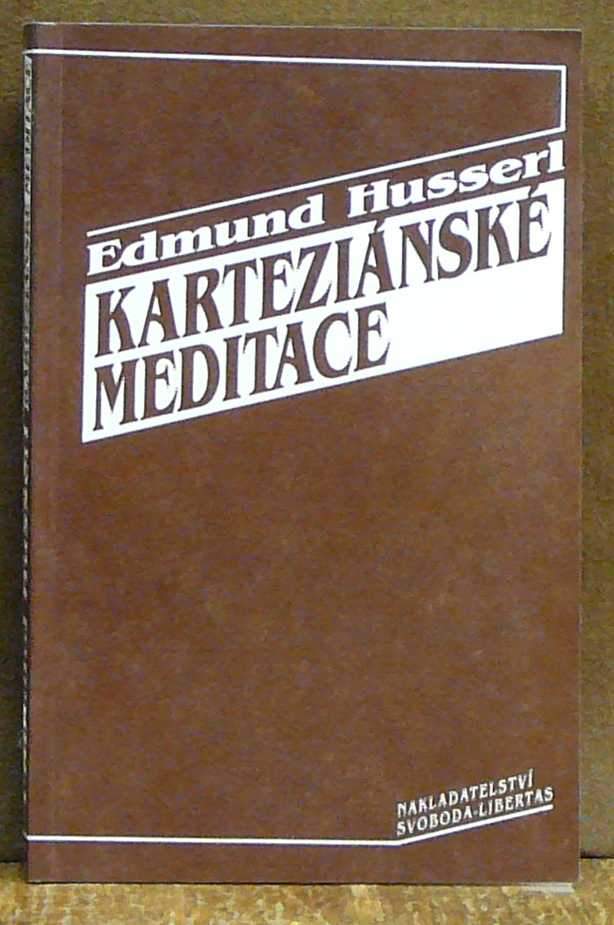 Edmund Husserl
KARTEZIÁNSKÉ
MEDITACE
NAKLADATELSTVÍ
SVOBODA-LIBERTAS